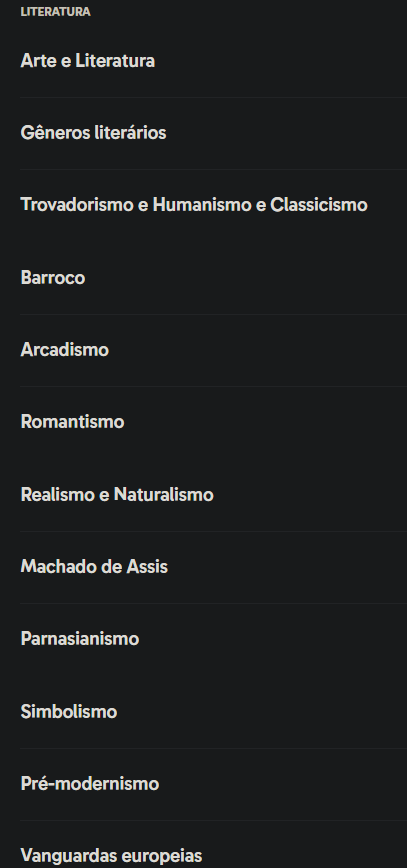 LITERATURA
Arte e Literatura
Gêneros literários
Trovadorismo e Humanismo e Classicismo
Barroco
Arcadismo
Romantismo
Realismo e Naturalismo
Machado de Assis
Parnasianismo
Simbolismo
Pré-modernismo
Vanguardas europeias